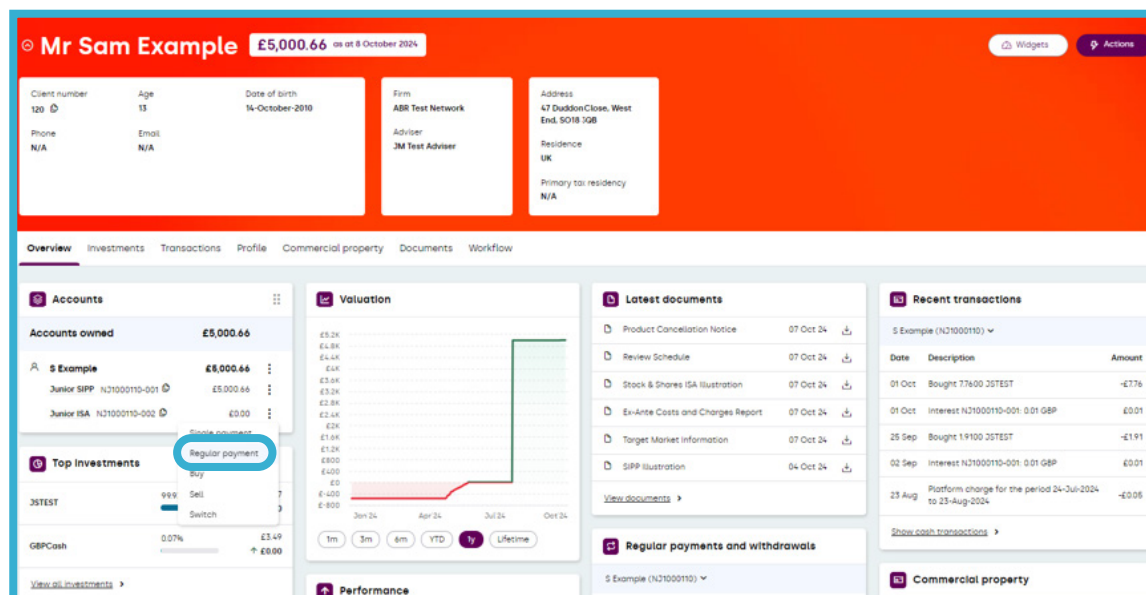 Mr Sam Example £5,000.66 as at 8 October 2024
Widgets
Actions
Client number
120
Age
13
Date of birth
14-October-2010
Phone
N/A
Email
N/A
Firm
ABR Test Network
Adviser
JM Test Adviser
Address
47 Duddon Close, West
End, SO18 3QB
Residence
UK
Primary tax residency
N/A
Overview Investments Transactions Profile Commercial property Documents Workflow
Accounts
Accounts owned £5,000.66
S Example £5,000.66
Junior SIPP NJ1000110-001 £5,000.66
Junior ISA NJ1000110-002 £0.00
Single payment
Regular payment
Buy
Sell
Switch
Top Investments
JSTEST
GBPCash 0.07% £3.49
£0.00
View all investments
Valuation
£5.2K
£4.8K
£4.4K
£4K
£3.6K
£3.2K
£2.8K
£2.4K
£2K
£1.6K
£1.2K
£800
£400
£0
£-400
£-800
Jan 24 Apr 24 Jul 24 Oct 24
1m 3m 6m YTD 1y Lifetime
Performance
Latest documents
Product Cancellation Notice 07 Oct 24
Review Schedule 07 Oct 24
Stock & Shares ISA Illustration 07 Oct 24
Ex-Ante Costs and Charges Report 07 Oct 24
Target Market Information 07 Oct 24
SIPP Illustration 04 Oct 24
View documents
Regular payments and withdrawals
S Example (NJ1000110)
Recent transactions
S Example (NJ1000110)
Date Description Amount
01 Oct Bought 7.7600 JSTEST -£7.76
01 Oct Interest NJ1000110-001: 0.01 GBP £0.01
25 Sep Bought 1.9100 JSTEST -£1.91
02 Sep Interest NJ1000110-001: 0.01 GBP £0.01
23 Aug Platform charge for the period 24-Jul-2024
to 23-Aug-2024 -£0.05
Show cash transactions
Commercial property